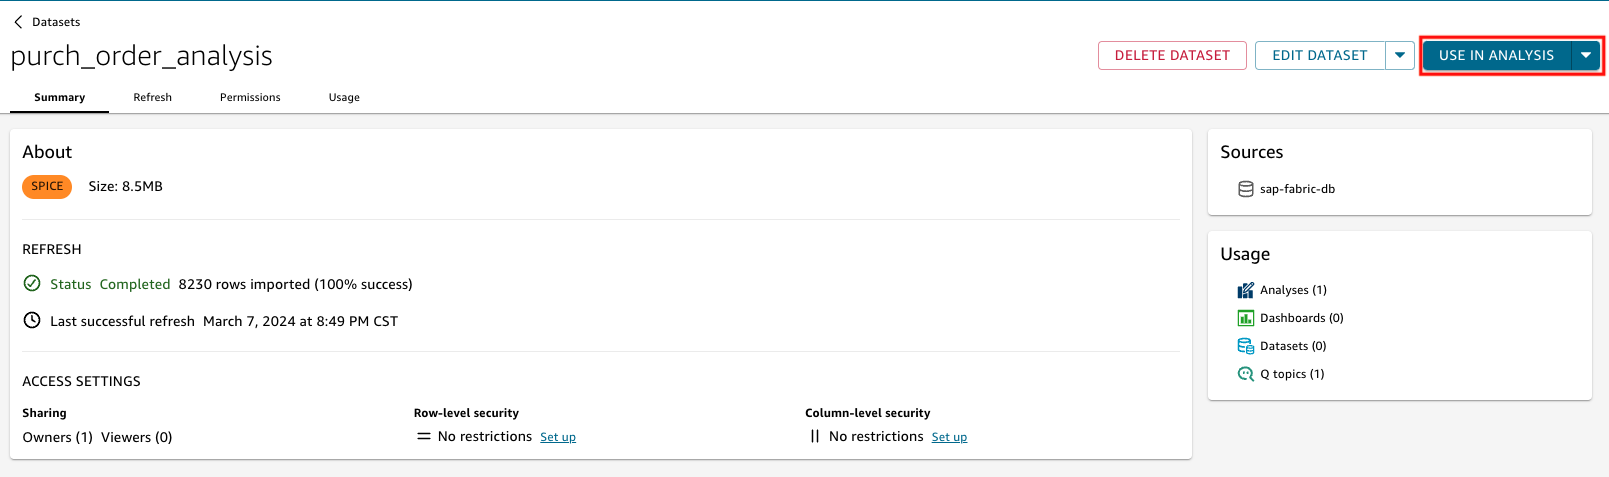 Datasets
purch_order_analysis
DELETE DATASET
EDIT DATASET
USE IN ANALYSIS
Summary
Refresh
Permissions
Usage
About
SPICE
Size: 8.5MB
REFRESH
Status Completed 8230 rows imported (100% success)
Last successful refresh March 7, 2024 at 8:49 PM CST
ACCESS SETTINGS
Sharing
Owners (1) Viewers (0)
Row-level security
No restrictions Set up
Column-level security
No restrictions Set up
Sources
sap-fabric-db
Usage
Analyses (1)
Dashboards (0)
Datasets (0)
Q topics (1)